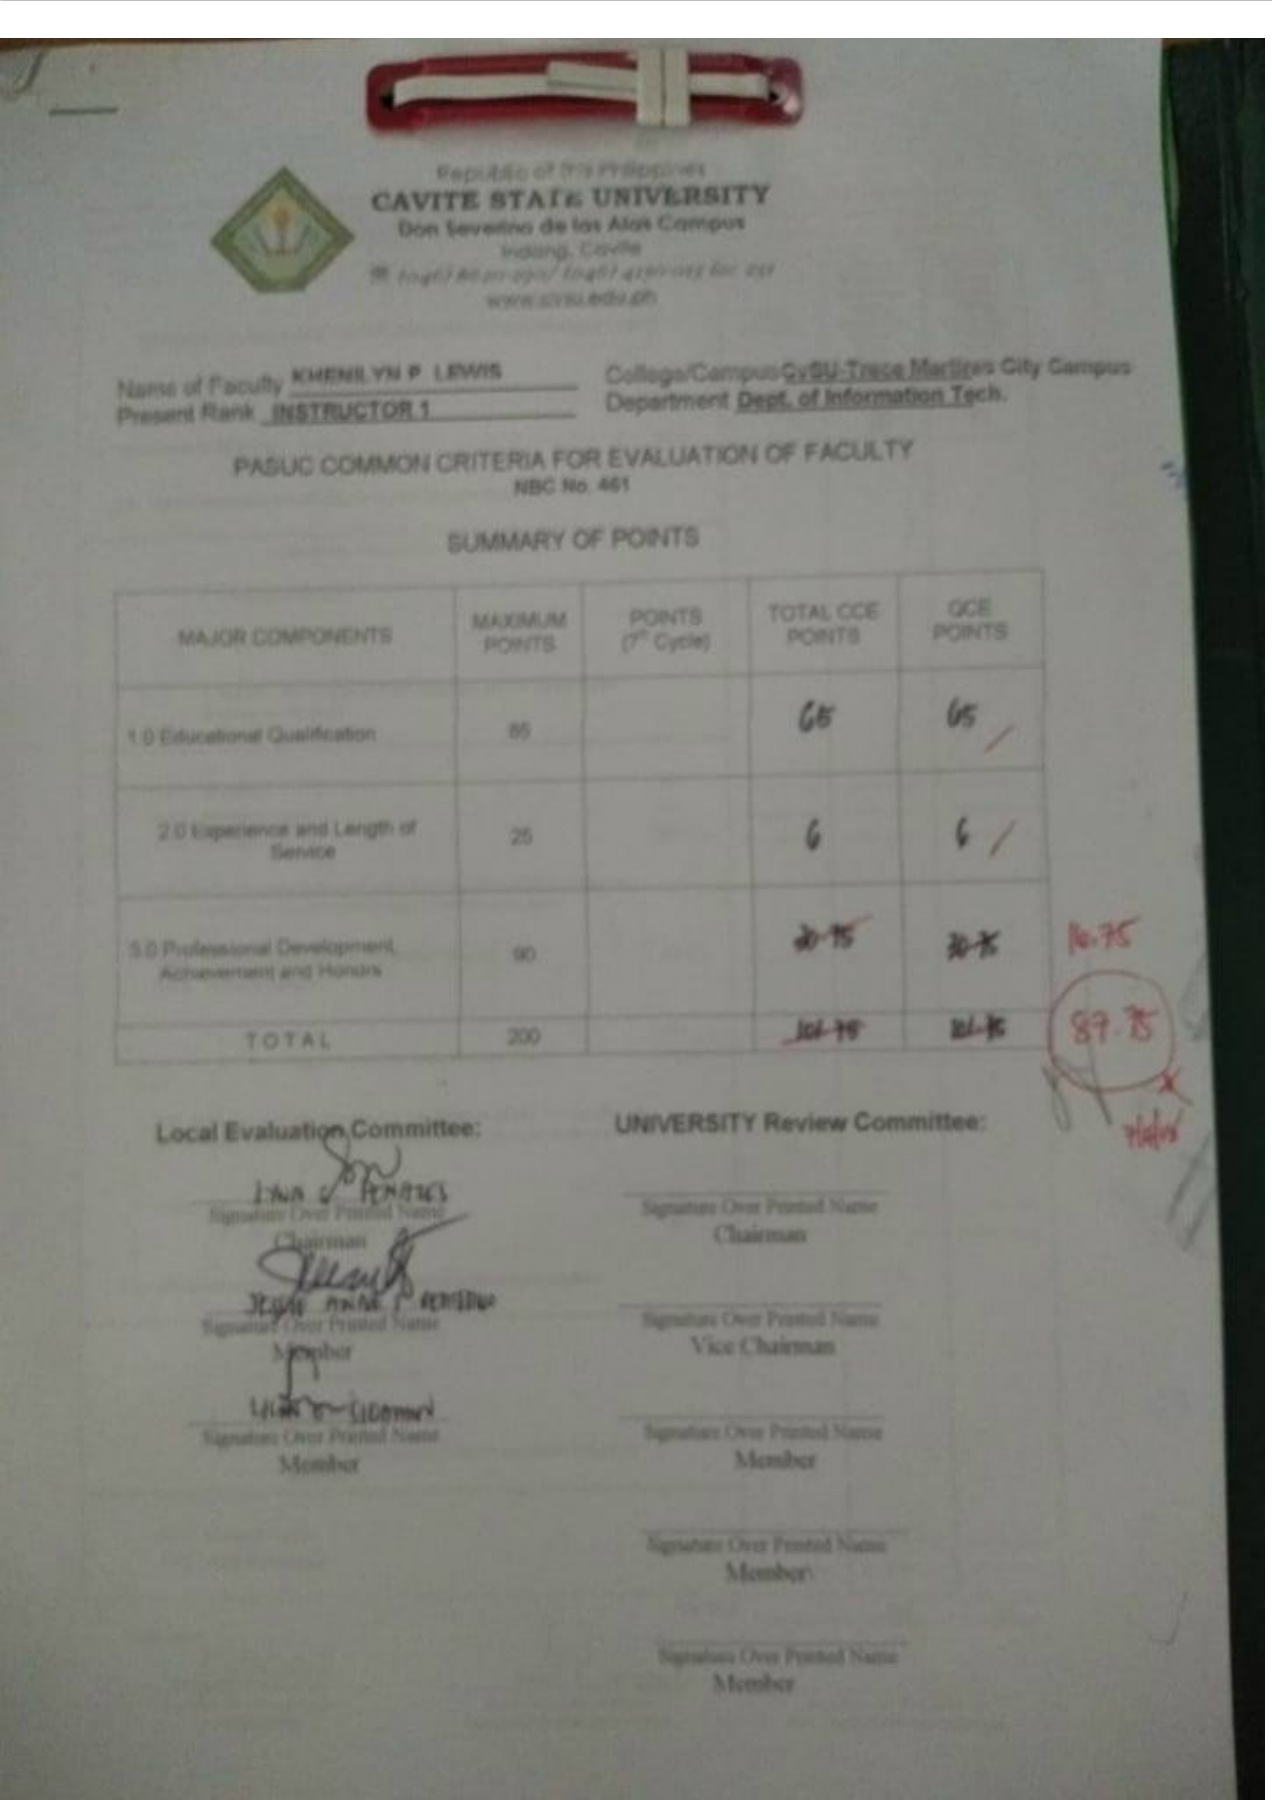 Republic of the Philippines
CAVITE STATE UNIVERSITY
Don Severino de las Alas Campus
Indang, Cavite
www.cvsu.edu.ph
Name of Faculty KHENILYN P. LEWIS
College/Campus CvSU-Trece Martires City Campus
Present Rank INSTRUCTOR 1
Department Dept. of Information Tech.
PASUC COMMON CRITERIA FOR EVALUATION OF FACULTY
NBC No. 461
SUMMARY OF POINTS
MAJOR COMPONENTS MAXIMUM POINTS POINTS (7th Cycle) TOTAL CCE POINTS QCE POINTS
1.0 Educational Qualification 85 65 65
2.0 Experience and Length of Service 25 6 6
3.0 Professional Development, Achievement and Honors 90 30.75 30.75 16.75
TOTAL 200 101.75 101.75 87.75
Local Evaluation Committee:
UNIVERSITY Review Committee:
Signature Over Printed Name
Chairman
Signature Over Printed Name
Member
Signature Over Printed Name
Member
Signature Over Printed Name
Chairman
Signature Over Printed Name
Vice Chairman
Signature Over Printed Name
Member
Signature Over Printed Name
Member
Signature Over Printed Name
Member